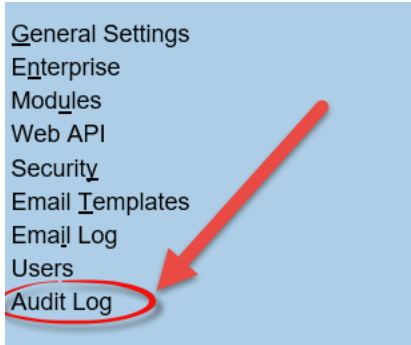 General Settings
Enterprise
Modules
Web API
Security
Email Templates
Email Log
Users
Audit Log